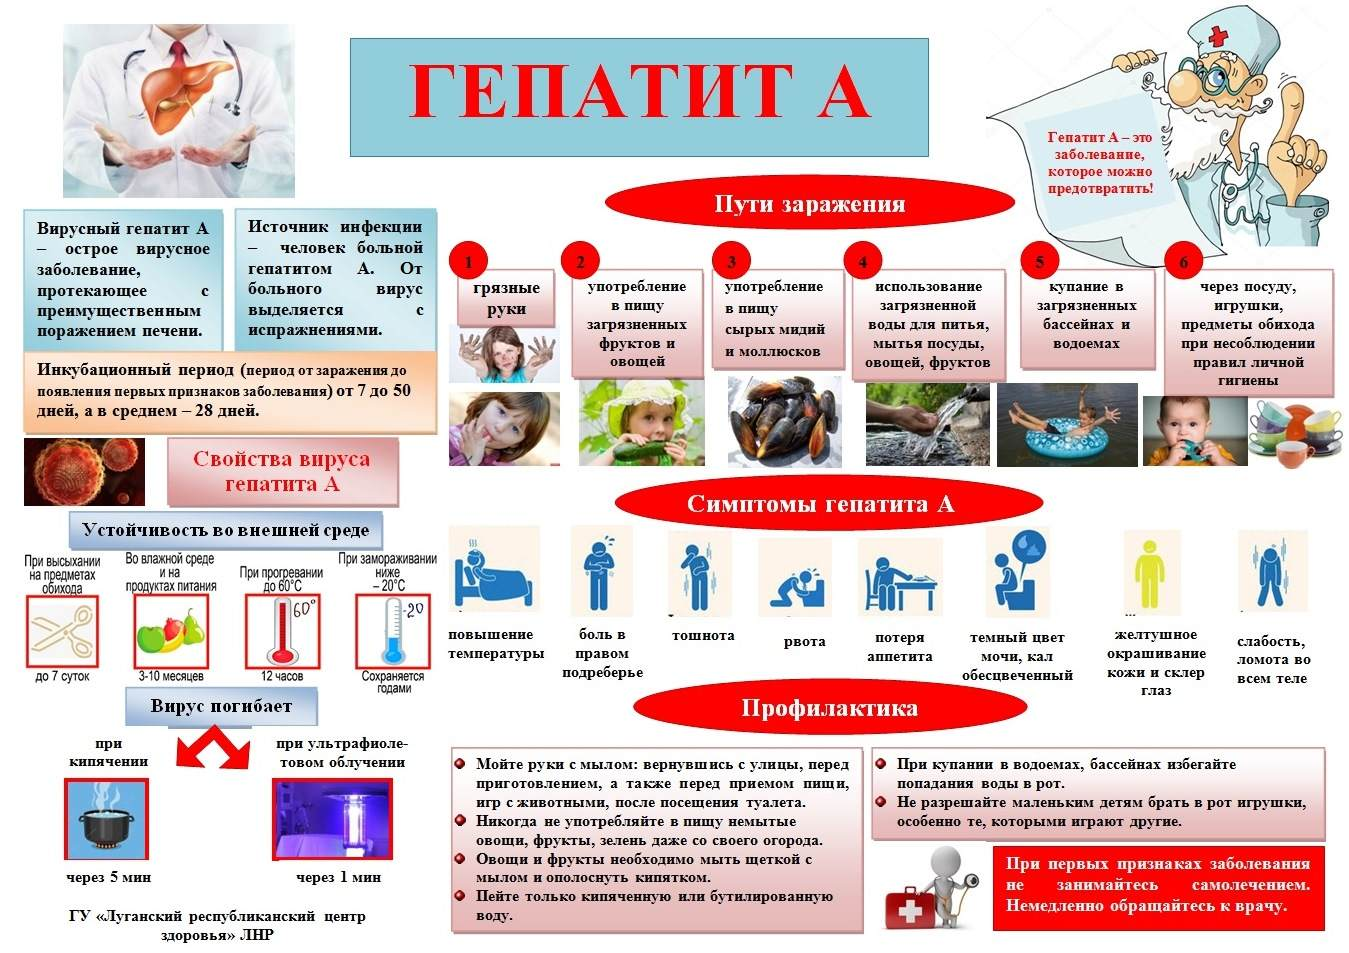 ГЕПАТИТ А
Гепатит А – это
заболевание,
которое можно
предотвратить!
Вирусный гепатит А
– острое вирусное
заболевание,
протекающее с
преимущественным
поражением печени.
Источник инфекции
– человек больной
гепатитом А. От
больного вирус
выделяется с
испражнениями.
Инкубационный период (период от заражения до
появления первых признаков заболевания) от 7 до 50
дней, а в среднем – 28 дней.
Свойства вируса
гепатита А
Устойчивость во внешней среде
При высыхании
на предметах
обихода
до 7 суток
Во влажной среде
и на
продуктах питания
3-10 месяцев
При прогревании
до 60°С
60°
12 часов
При замораживании
ниже
– 20°С
-20
Сохраняется
годами
Вирус погибает
при
кипячении
через 5 мин
при ультрафиоле-
товом облучении
через 1 мин
ГУ «Луганский республиканский центр
здоровья» ЛНР
Пути заражения
1
грязные
руки
2
употребление
в пищу
загрязненных
фруктов и
овощей
3
употребление
в пищу
сырых мидий
и моллюсков
4
использование
загрязненной
воды для питья,
мытья посуды,
овощей, фруктов
5
купание в
загрязненных
бассейнах и
водоемах
6
через посуду,
игрушки,
предметы обихода
при несоблюдении
правил личной
гигиены
Симптомы гепатита А
повышение
температуры
боль в
правом
подреберье
тошнота
рвота
потеря
аппетита
темный цвет
мочи, кал
обесцвеченный
желтушное
окрашивание
кожи и склер
глаз
слабость,
ломота во
всем теле
Профилактика
Мойте руки с мылом: вернувшись с улицы, перед
приготовлением, а также перед приемом пищи,
игр с животными, после посещения туалета.
Никогда не употребляйте в пищу немытые
овощи, фрукты, зелень даже со своего огорода.
Овощи и фрукты необходимо мыть щеткой с
мылом и ополоснуть кипятком.
Пейте только кипяченную или бутилированную
воду.
При купании в водоемах, бассейнах избегайте
попадания воды в рот.
Не разрешайте маленьким детям брать в рот игрушки,
особенно те, которыми играют другие.
При первых признаках заболевания
не занимайтесь самолечением.
Немедленно обращайтесь к врачу.